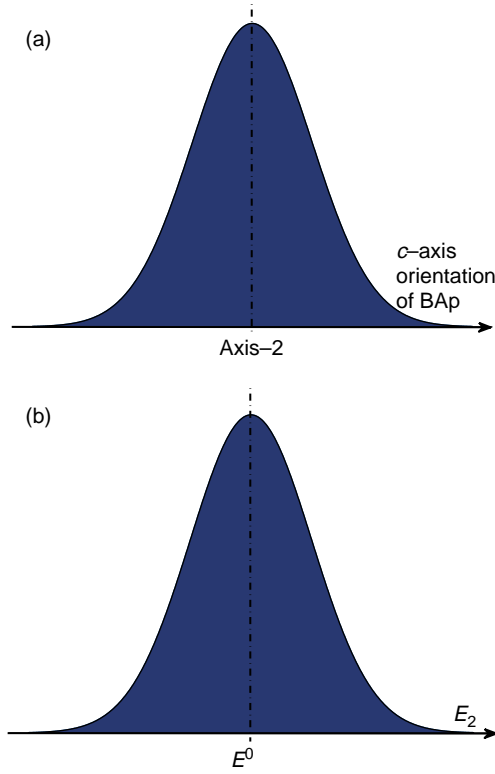 (a)
c–axis
orientation
of BAp
Axis–2
(b)
E₂
E⁰